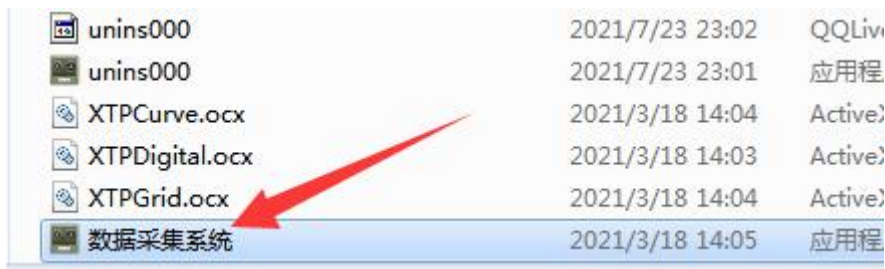 unins000 2021/7/23 23:02 QQLive
unins000 2021/7/23 23:01 应用程
XTPCurve.ocx 2021/3/18 14:04 ActiveX
XTPDigital.ocx 2021/3/18 14:03 ActiveX
XTPGrid.ocx 2021/3/18 14:04 ActiveX
数据采集系统 2021/3/18 14:05 应用程